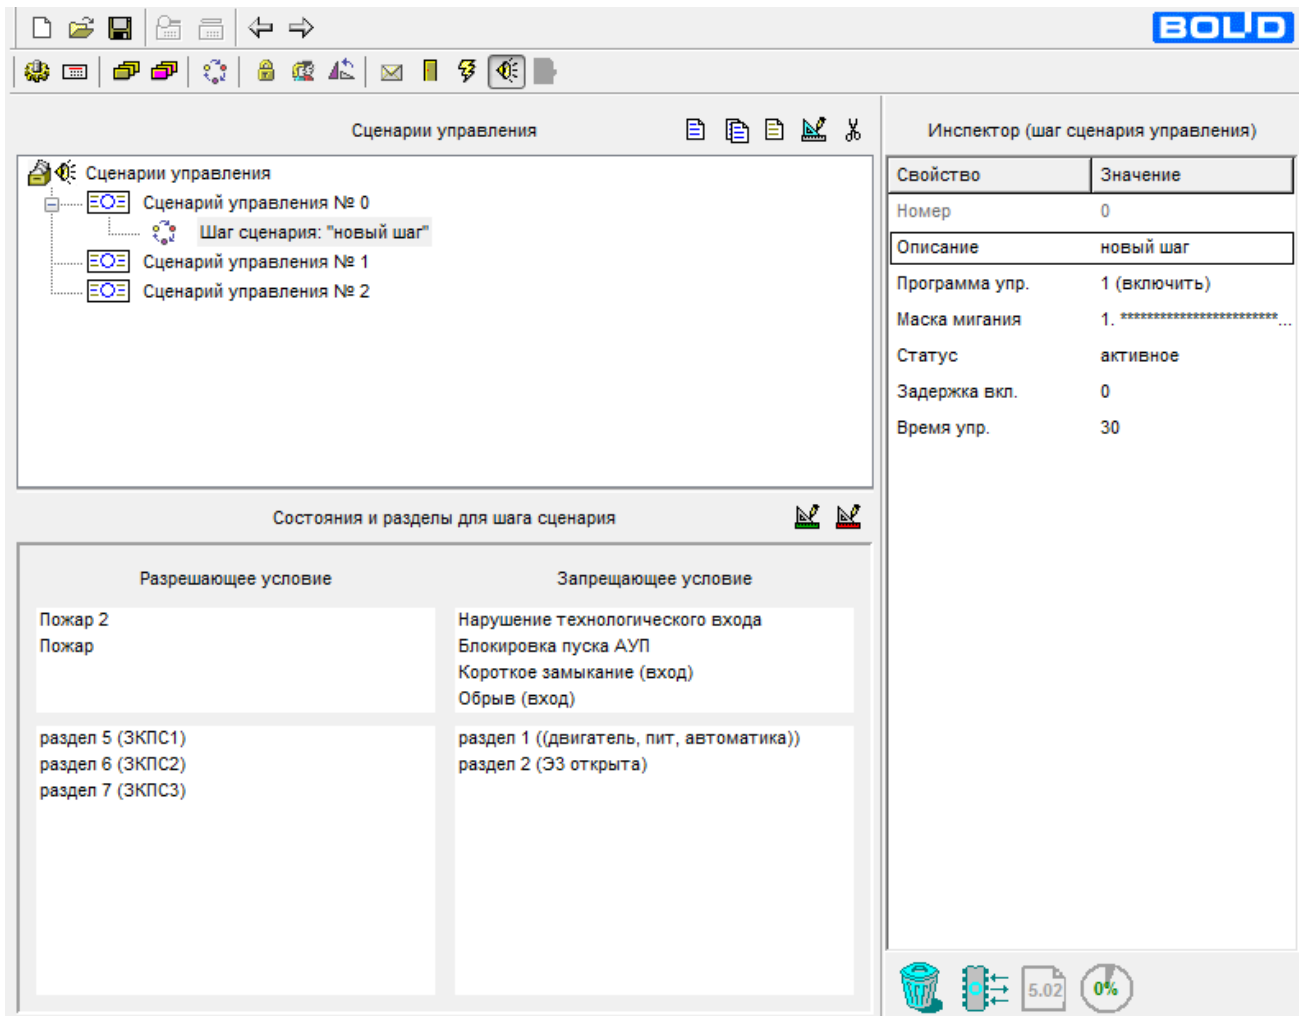 BOLID
Сценарии управления
Инспектор (шаг сценария управления)
Сценарии управления
Сценарий управления № 0
Шаг сценария: "новый шаг"
Сценарий управления № 1
Сценарий управления № 2
Свойство Значение
Номер 0
Описание новый шаг
Программа упр. 1 (включить)
Маска мигания 1. ************************...
Статус активное
Задержка вкл. 0
Время упр. 30
Состояния и разделы для шага сценария
Разрешающее условие
Запрещающее условие
Пожар 2
Пожар
Нарушение технологического входа
Блокировка пуска АУП
Короткое замыкание (вход)
Обрыв (вход)
раздел 5 (ЗКПС1)
раздел 6 (ЗКПС2)
раздел 7 (ЗКПС3)
раздел 1 ((двигатель, пит, автоматика))
раздел 2 (ЭЗ открыта)
5.02
0%